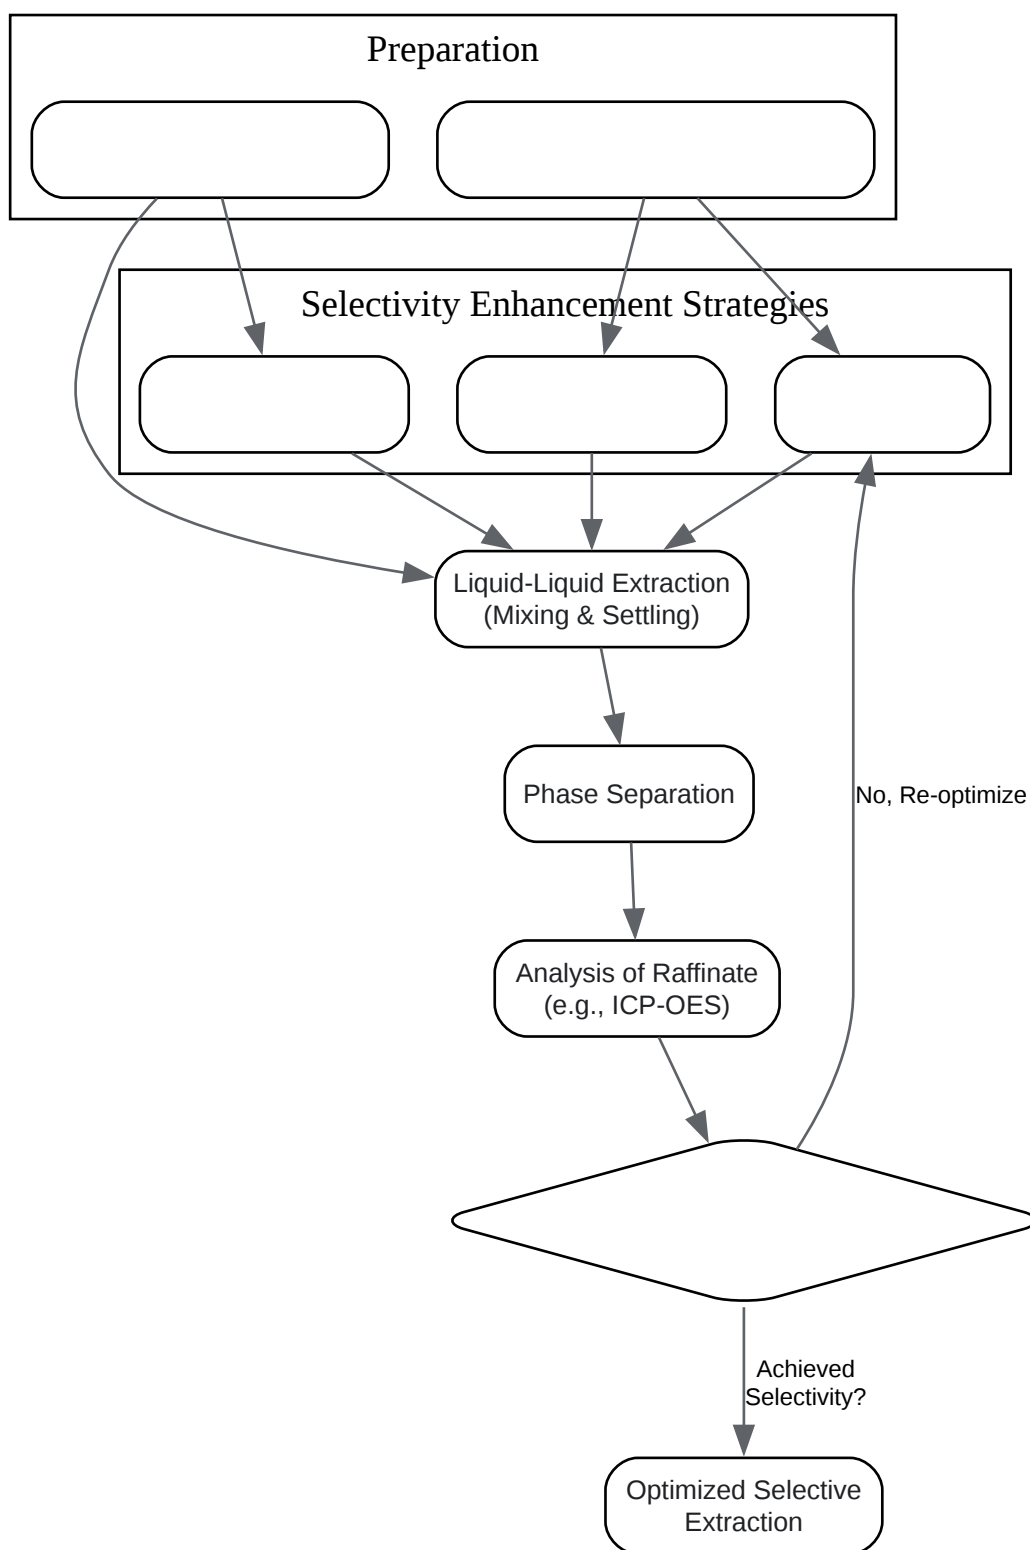 Preparation
Selectivity Enhancement Strategies
Liquid-Liquid Extraction
(Mixing & Settling)
Phase Separation
No, Re-optimize
Analysis of Raffinate
(e.g., ICP-OES)
Achieved
Selectivity?
Optimized Selective
Extraction